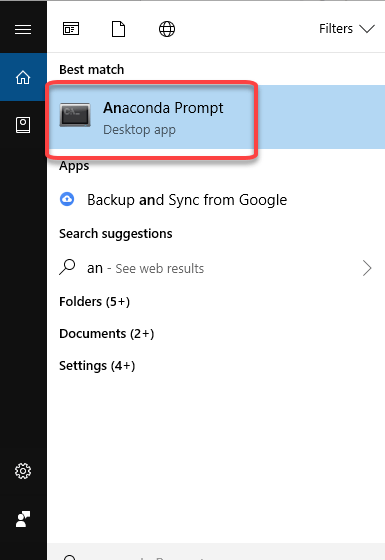 Filters
Best match
Anaconda Prompt
Desktop app
Apps
Backup and Sync from Google
Search suggestions
an - See web results
Folders (5+)
Documents (2+)
Settings (4+)